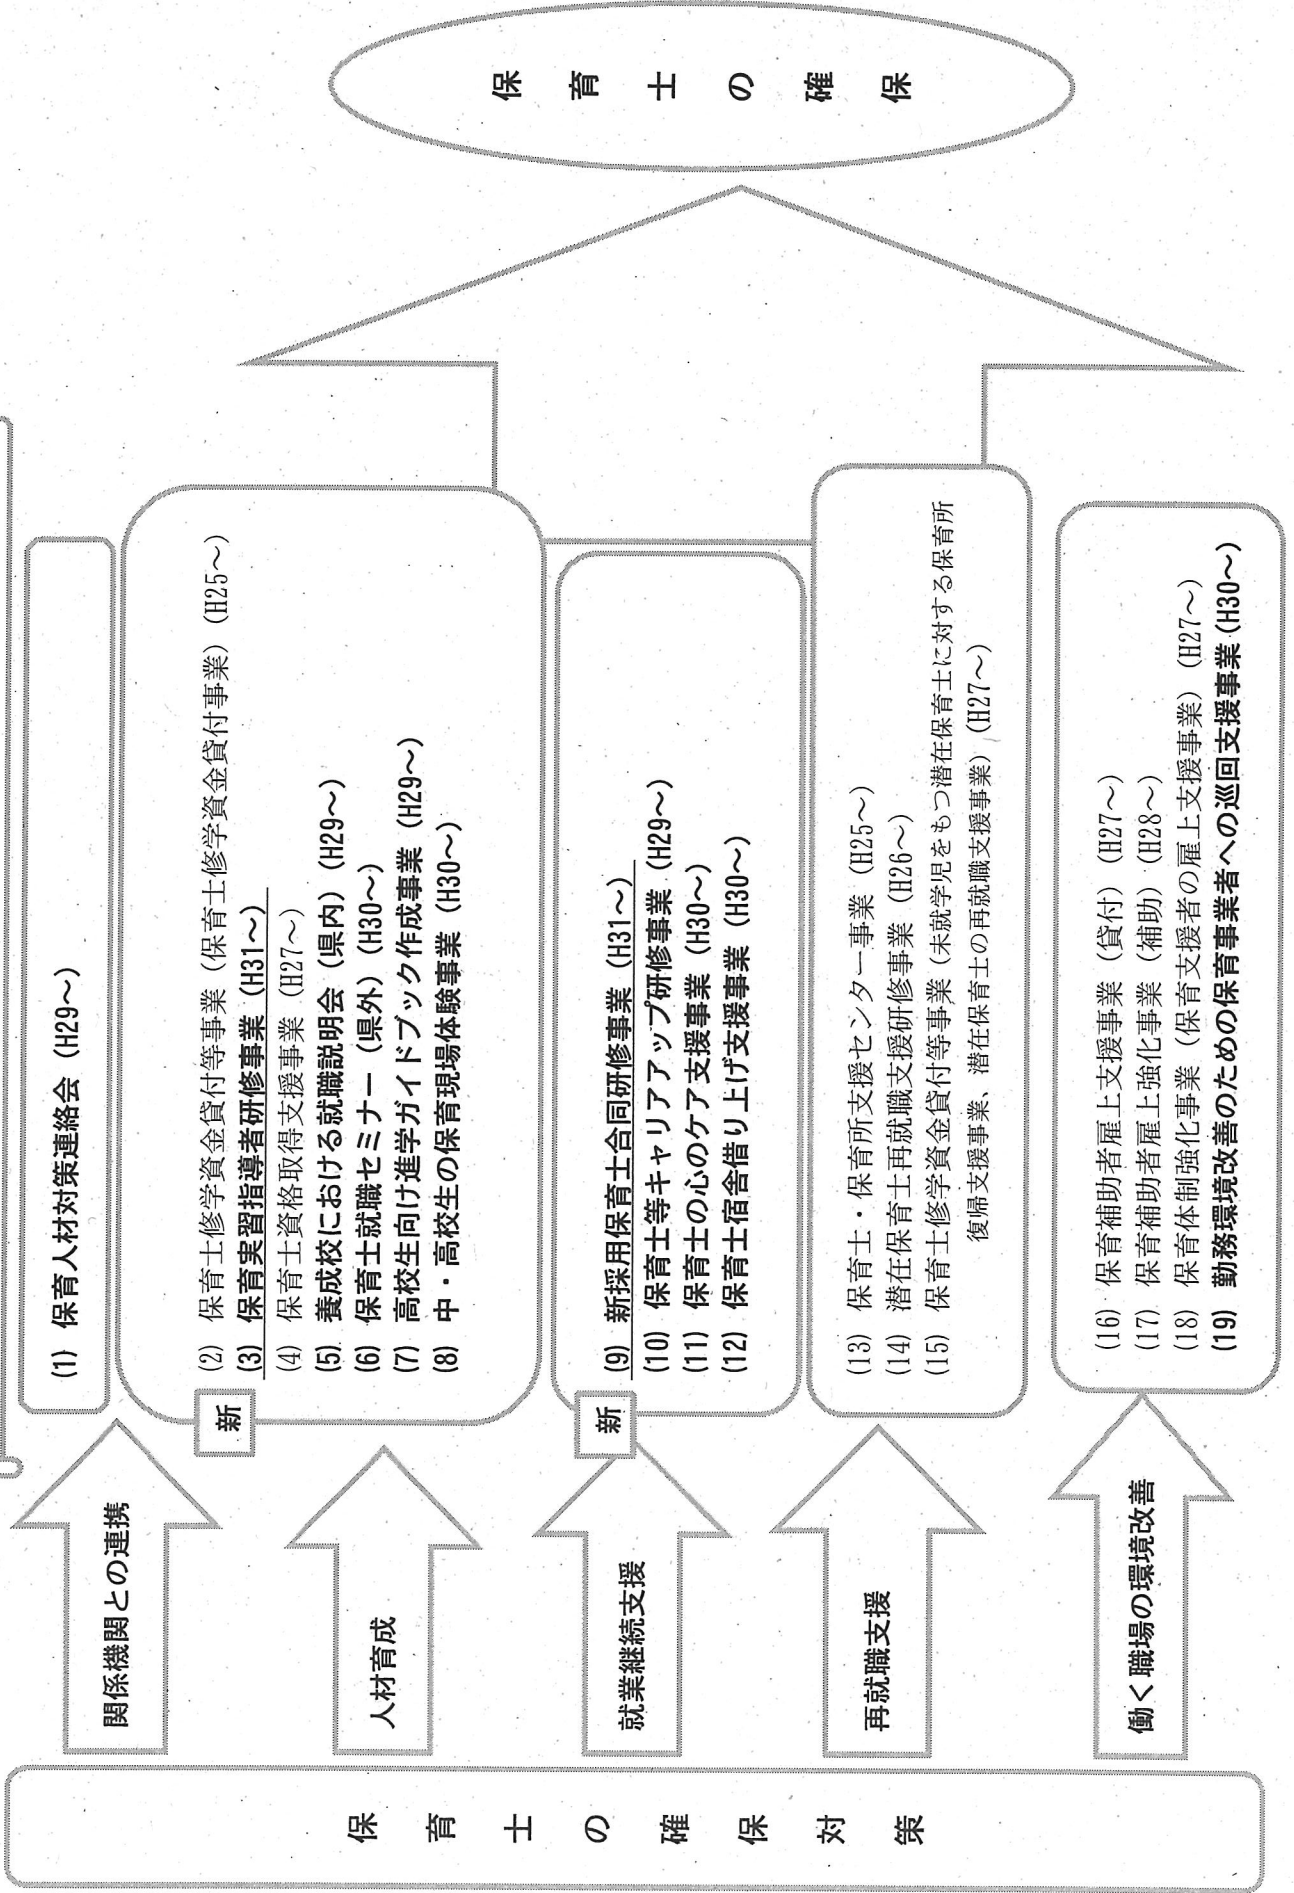 保育士の確保対策
関係機関との連携
(1) 保育人材対策連絡会（H29～）
人材育成
(2) 保育士修学資金貸付等事業（保育士修学資金貸付事業）（H25～）
新
(3) 保育実習指導者研修事業（H31～）
(4) 保育士資格取得支援事業（H27～）
(5) 養成校における就職説明会（県内）（H29～）
(6) 保育士就職セミナー（県外）（H30～）
(7) 高校生向け進学ガイドブック作成事業（H29～）
(8) 中・高校生の保育現場体験事業（H30～）
就業継続支援
新
(9) 新採用保育士合同研修事業（H31～）
(10) 保育士等キャリアアップ研修事業（H29～）
(11) 保育士の心のケア支援事業（H30～）
(12) 保育士宿舎借り上げ支援事業（H30～）
再就職支援
(13) 保育士・保育所支援センター事業（H25～）
(14) 潜在保育士再就職支援研修事業（H26～）
(15) 保育士修学資金貸付等事業（未就学児をもつ潜在保育士に対する保育所
復帰支援事業、潜在保育士の再就職支援事業）（H27～）
働く職場の環境改善
(16) 保育補助者雇上支援事業（貸付）（H27～）
(17) 保育補助者雇上強化事業（補助）（H28～）
(18) 保育体制強化事業（保育支援者の雇上支援事業）（H27～）
(19) 勤務環境改善のための保育事業者への巡回支援事業（H30～）
保育士の確保